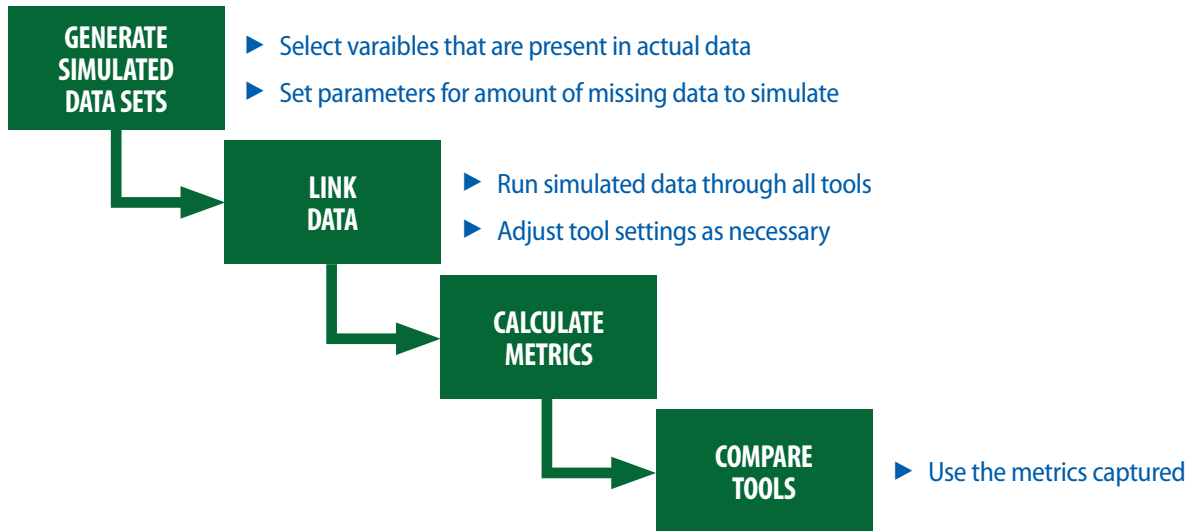 GENERATE
SIMULATED
DATA SETS
► Select varaibles that are present in actual data
► Set parameters for amount of missing data to simulate
LINK
DATA
► Run simulated data through all tools
► Adjust tool settings as necessary
CALCULATE
METRICS
COMPARE
TOOLS
► Use the metrics captured